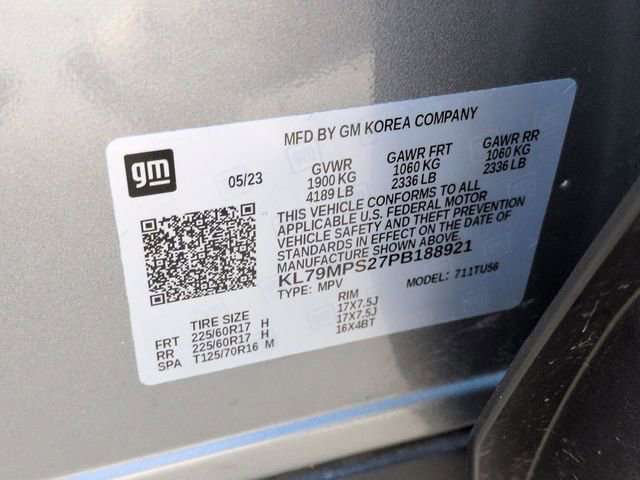 MFD BY GM KOREA COMPANY
gm
05/23
GVWR GAWR FRT GAWR RR
1900 KG 1060 KG 1060 KG
4189 LB 2336 LB 2336 LB
THIS VEHICLE CONFORMS TO ALL
APPLICABLE U.S. FEDERAL MOTOR
VEHICLE SAFETY AND THEFT PREVENTION
STANDARDS IN EFFECT ON THE DATE OF
MANUFACTURE SHOWN ABOVE.
KL79MPS27PB188921
TYPE: MPV MODEL: 711TU56
TIRE SIZE RIM
FRT 225/60R17 H 17X7.5J
RR 225/60R17 H 17X7.5J
SPA T125/70R16 M 16X4BT